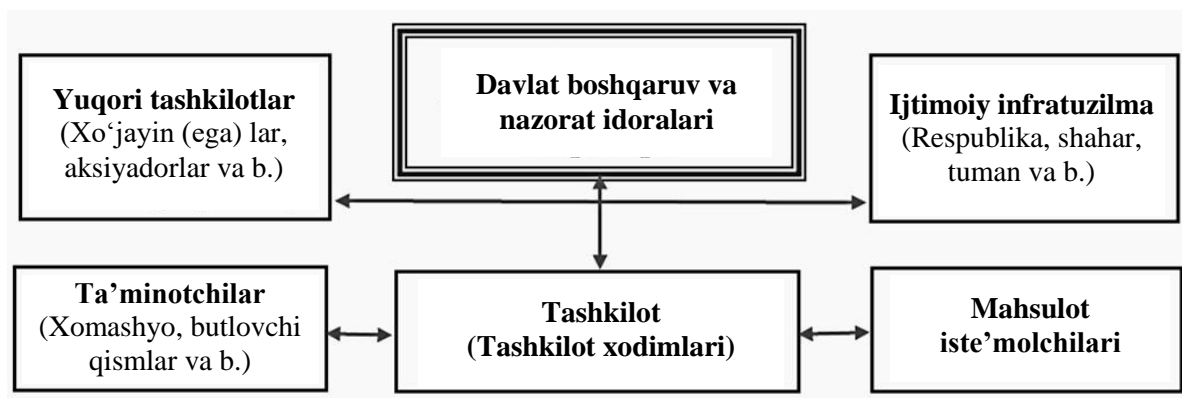 Yuqori tashkilotlar
(Xo‘jayin (ega) lar,
aksiyadorlar va b.)
Davlat boshqaruv va
nazorat idoralari
Ijtimoiy infratuzilma
(Respublika, shahar,
tuman va b.)
Ta’minotchilar
(Xomashyo, butlovchi
qismlar va b.)
Tashkilot
(Tashkilot xodimlari)
Mahsulot
iste’molchilari